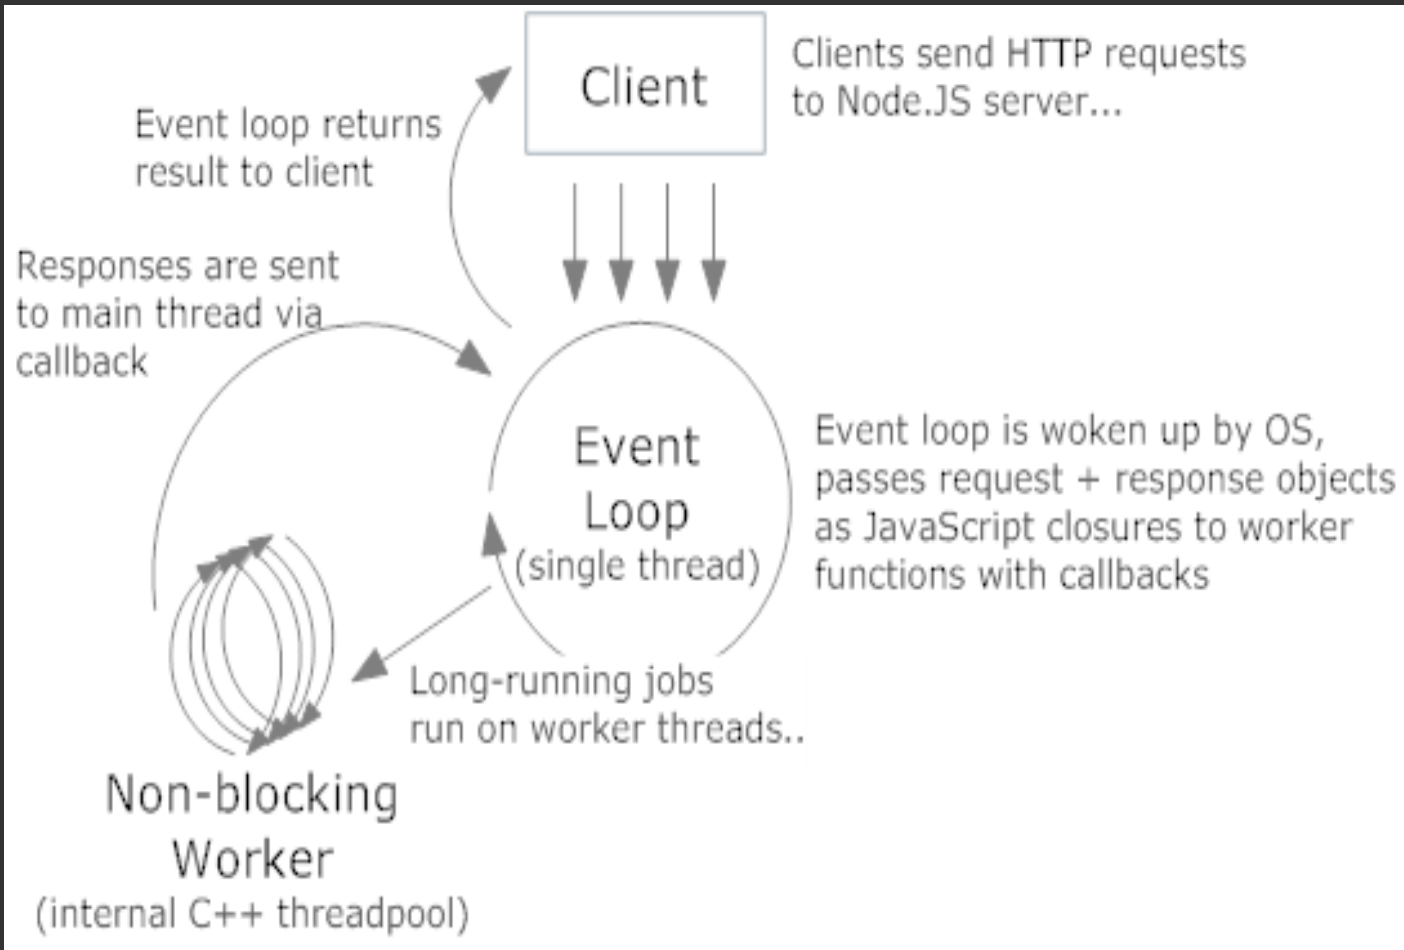 Client
Clients send HTTP requests
to Node.JS server...
Event loop returns
result to client
Responses are sent
to main thread via
callback
Event
Loop
(single thread)
Event loop is woken up by OS,
passes request + response objects
as JavaScript closures to worker
functions with callbacks
Long-running jobs
run on worker threads..
Non-blocking
Worker
(internal C++ threadpool)